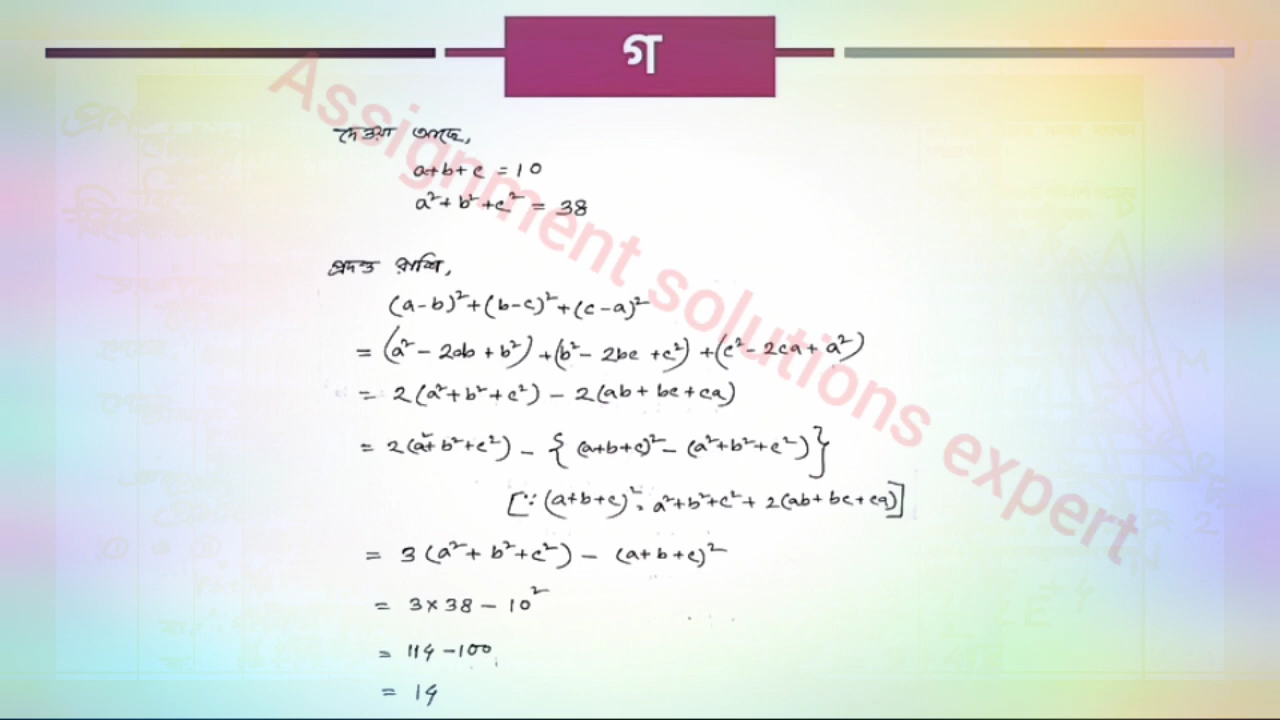 গ
দেওয়া আছে,
a+b+c = 10
a²+b²+c² = 38
প্রদত্ত রাশি,
(a-b)²+(b-c)²+(c-a)²
= (a²-2ab+b²)+(b²-2bc+c²)+(c²-2ca+a²)
= 2(a²+b²+c²) - 2(ab+bc+ca)
= 2(a²+b²+c²) - {(a+b+c)²-(a²+b²+c²)}
[∵ (a+b+c)² = a²+b²+c²+2(ab+bc+ca)]
= 3(a²+b²+c²) - (a+b+c)²
= 3×38-10²
= 114-100
= 14
Assignment solutions expert